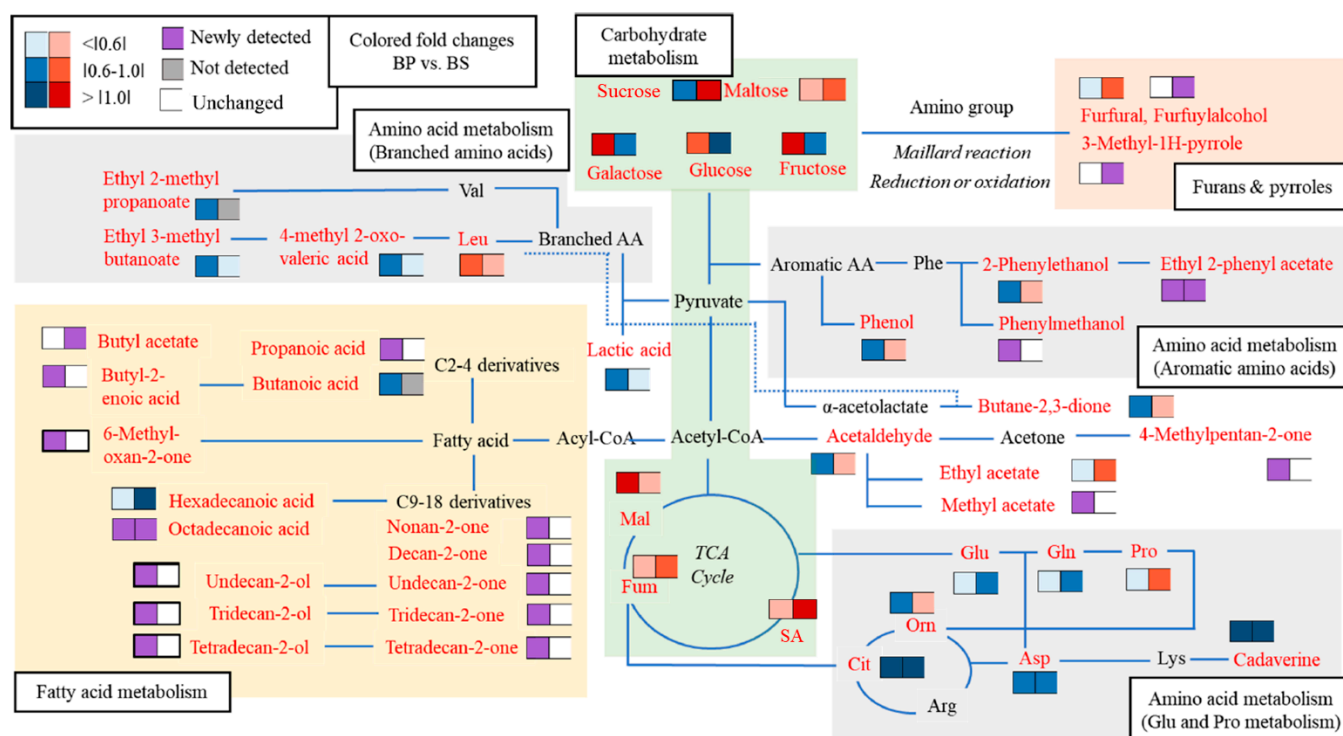 <|0.6|
|0.6-1.0|
> |1.0|
Newly detected
Not detected
Unchanged
Colored fold changes
BP vs. BS
Carbohydrate
metabolism
Sucrose
Maltose
Galactose
Glucose
Fructose
Amino group
Maillard reaction
Reduction or oxidation
Furfural, Furfuylalcohol
3-Methyl-1H-pyrrole
Furans & pyrroles
Amino acid metabolism
(Branched amino acids)
Ethyl 2-methyl
propanoate
Val
Ethyl 3-methyl
butanoate
4-methyl 2-oxo-
valeric acid
Leu
Branched AA
Aromatic AA
Phe
2-Phenylethanol
Ethyl 2-phenyl acetate
Phenol
Phenylmethanol
Amino acid metabolism
(Aromatic amino acids)
Pyruvate
Lactic acid
α-acetolactate
Butane-2,3-dione
Butyl acetate
Propanoic acid
C2-4 derivatives
Butyl-2-
enoic acid
Butanoic acid
6-Methyl-
oxan-2-one
Fatty acid
Acyl-CoA
Acetyl-CoA
Acetaldehyde
Acetone
4-Methylpentan-2-one
Ethyl acetate
Methyl acetate
Hexadecanoic acid
C9-18 derivatives
Octadecanoic acid
Nonan-2-one
Decan-2-one
Undecan-2-ol
Undecan-2-one
Tridecan-2-ol
Tridecan-2-one
Tetradecan-2-ol
Tetradecan-2-one
Fatty acid metabolism
Mal
Fum
TCA
Cycle
SA
Glu
Gln
Pro
Orn
Cit
Asp
Lys
Cadaverine
Arg
Amino acid metabolism
(Glu and Pro metabolism)